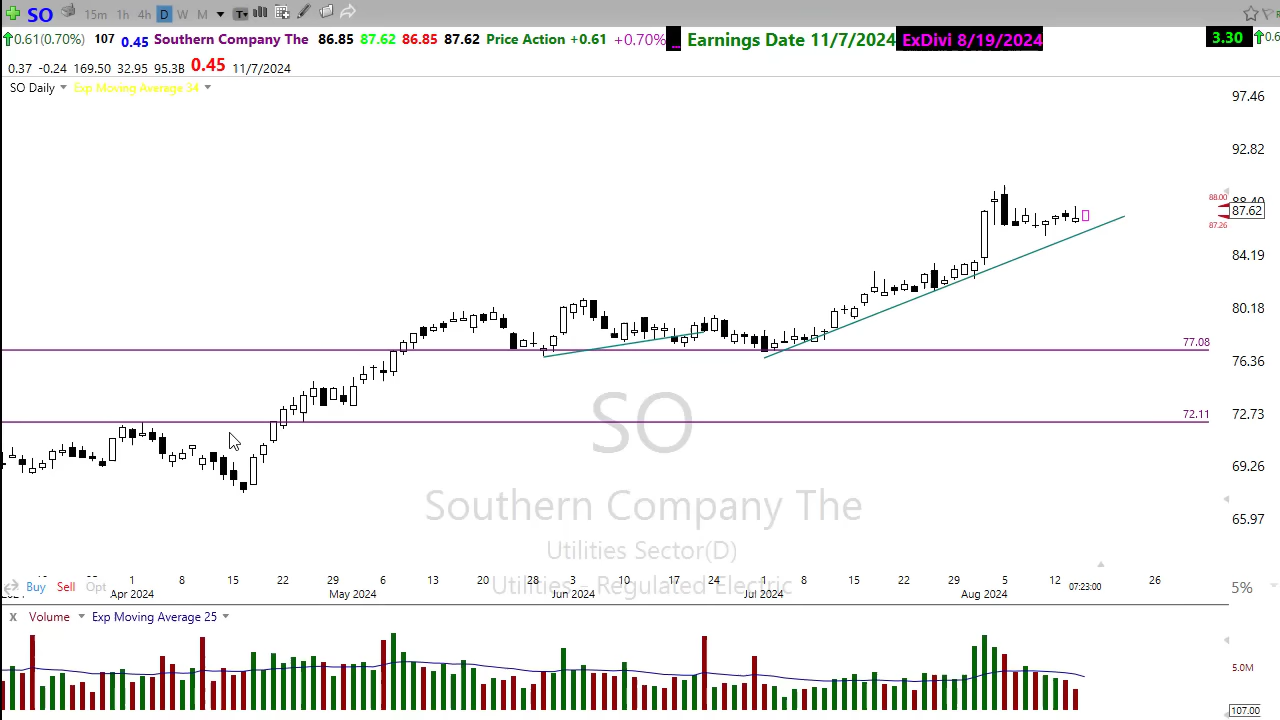 SO 15m 1h 4h D W M T
0.61(0.70%) 107 0.45 Southern Company The 86.85 87.62 86.85 87.62 Price Action +0.61 +0.70% ... Earnings Date 11/7/2024 ExDivi 8/19/2024 3.30
0.37 -0.24 169.50 32.95 95.3B 0.45 11/7/2024
SO Daily Exp Moving Average 34
97.46
92.82
88.00
88.40
87.62
87.26
84.19
80.18
77.08
76.36
72.73
72.11
69.26
65.97
SO
Southern Company The
Utilities Sector(D)
Utilities - Regulated Electric
Buy Sell Opt
1 8 15 22 29 6 13 20 28 3 10 17 24 1 8 15 22 29 5 12 26
Apr 2024 May 2024 Jun 2024 Jul 2024 Aug 2024 07:23:00
5%
X Volume Exp Moving Average 25
5.0M
107.00